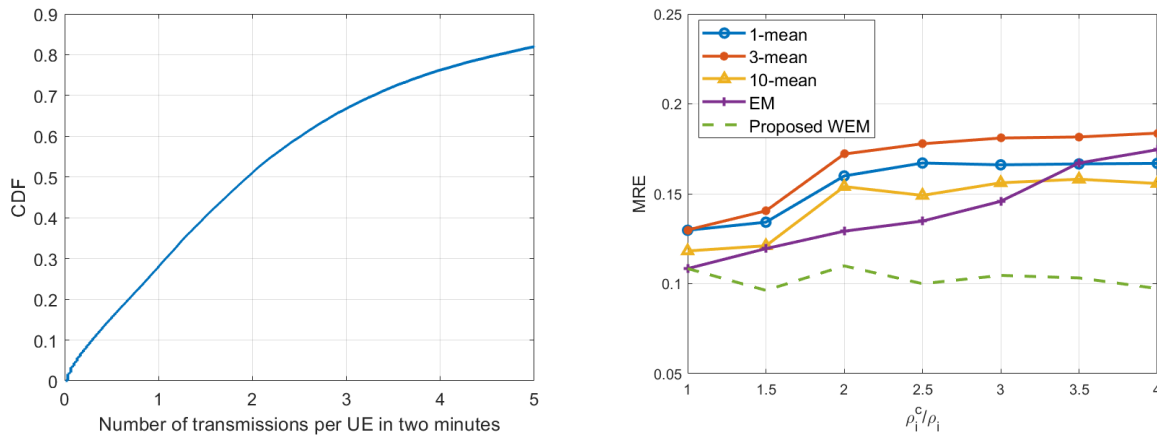 0.9
0.8
0.7
0.6
0.5
0.4
0.3
0.2
0.1
0
CDF
0 1 2 3 4 5
Number of transmissions per UE in two minutes
1-mean
3-mean
10-mean
EM
Proposed WEM
0.25
0.2
0.15
0.1
0.05
MRE
1 1.5 2 2.5 3 3.5 4
ρ_i^c/ρ_i